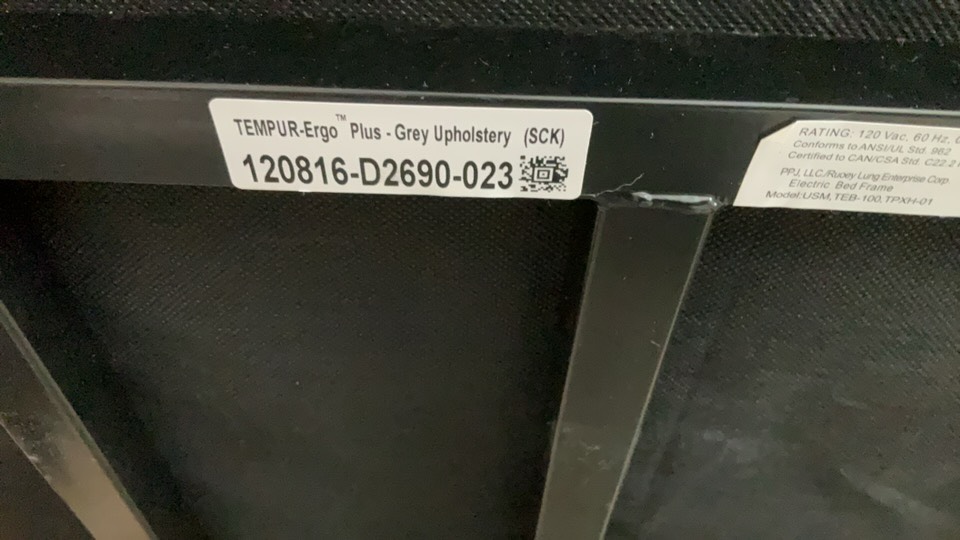 TEMPUR-Ergo™ Plus - Grey Upholstery (SCK)
120816-D2690-023
RATING: 120 Vac, 60 Hz,
Conforms to ANSI/UL Std. 962
Certified to CAN/CSA Std. C22.2
PPJ, LLC./Ruoey Lung Enterprise Corp.
Electric Bed Frame
Model:USM, TEB-100, TPXH-01